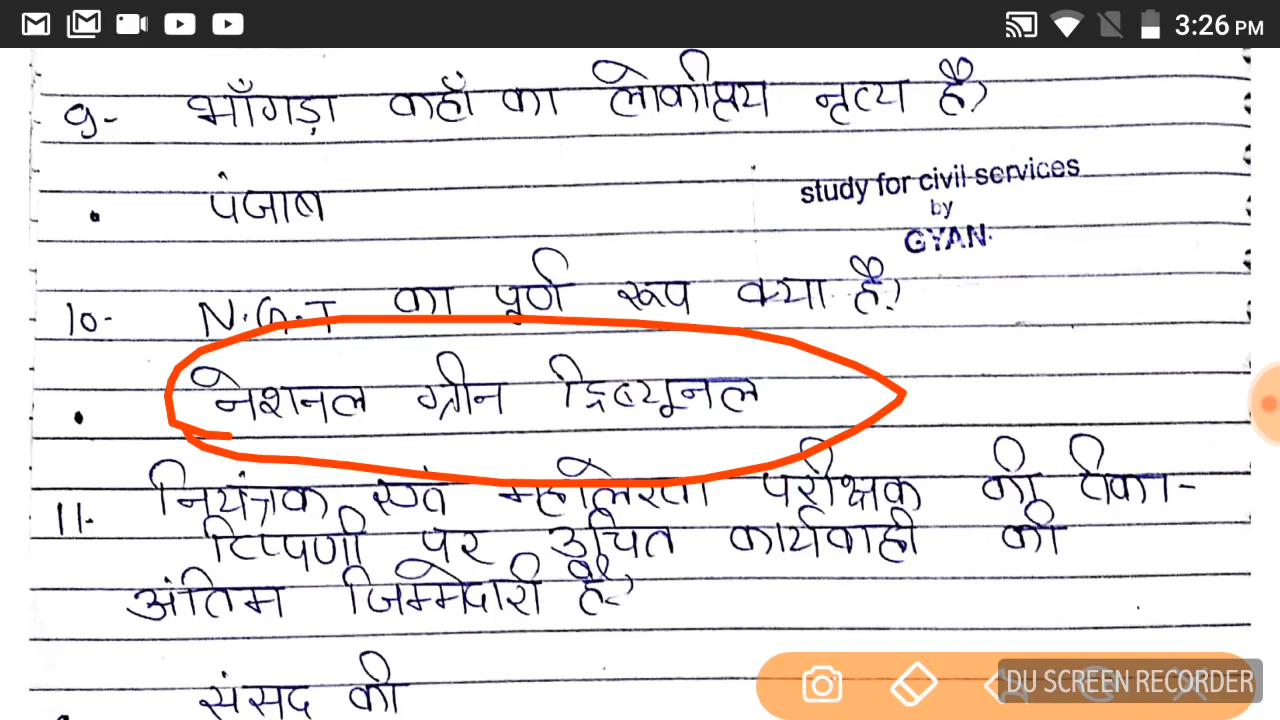 3:26 PM
9- भाँगड़ा कहाँ का लोकप्रिय नृत्य है?
• पंजाब
study for civil services
by
GYAN.
10- N.G.T का पूर्ण रूप क्या है?
• नेशनल ग्रीन ट्रिब्यूनल
11. नियंत्रक एवं महालेखा परीक्षक की टीका-
टिप्पणी पर उचित कार्यवाही की
अंतिम जिम्मेदारी है?
संसद की
DU SCREEN RECORDER